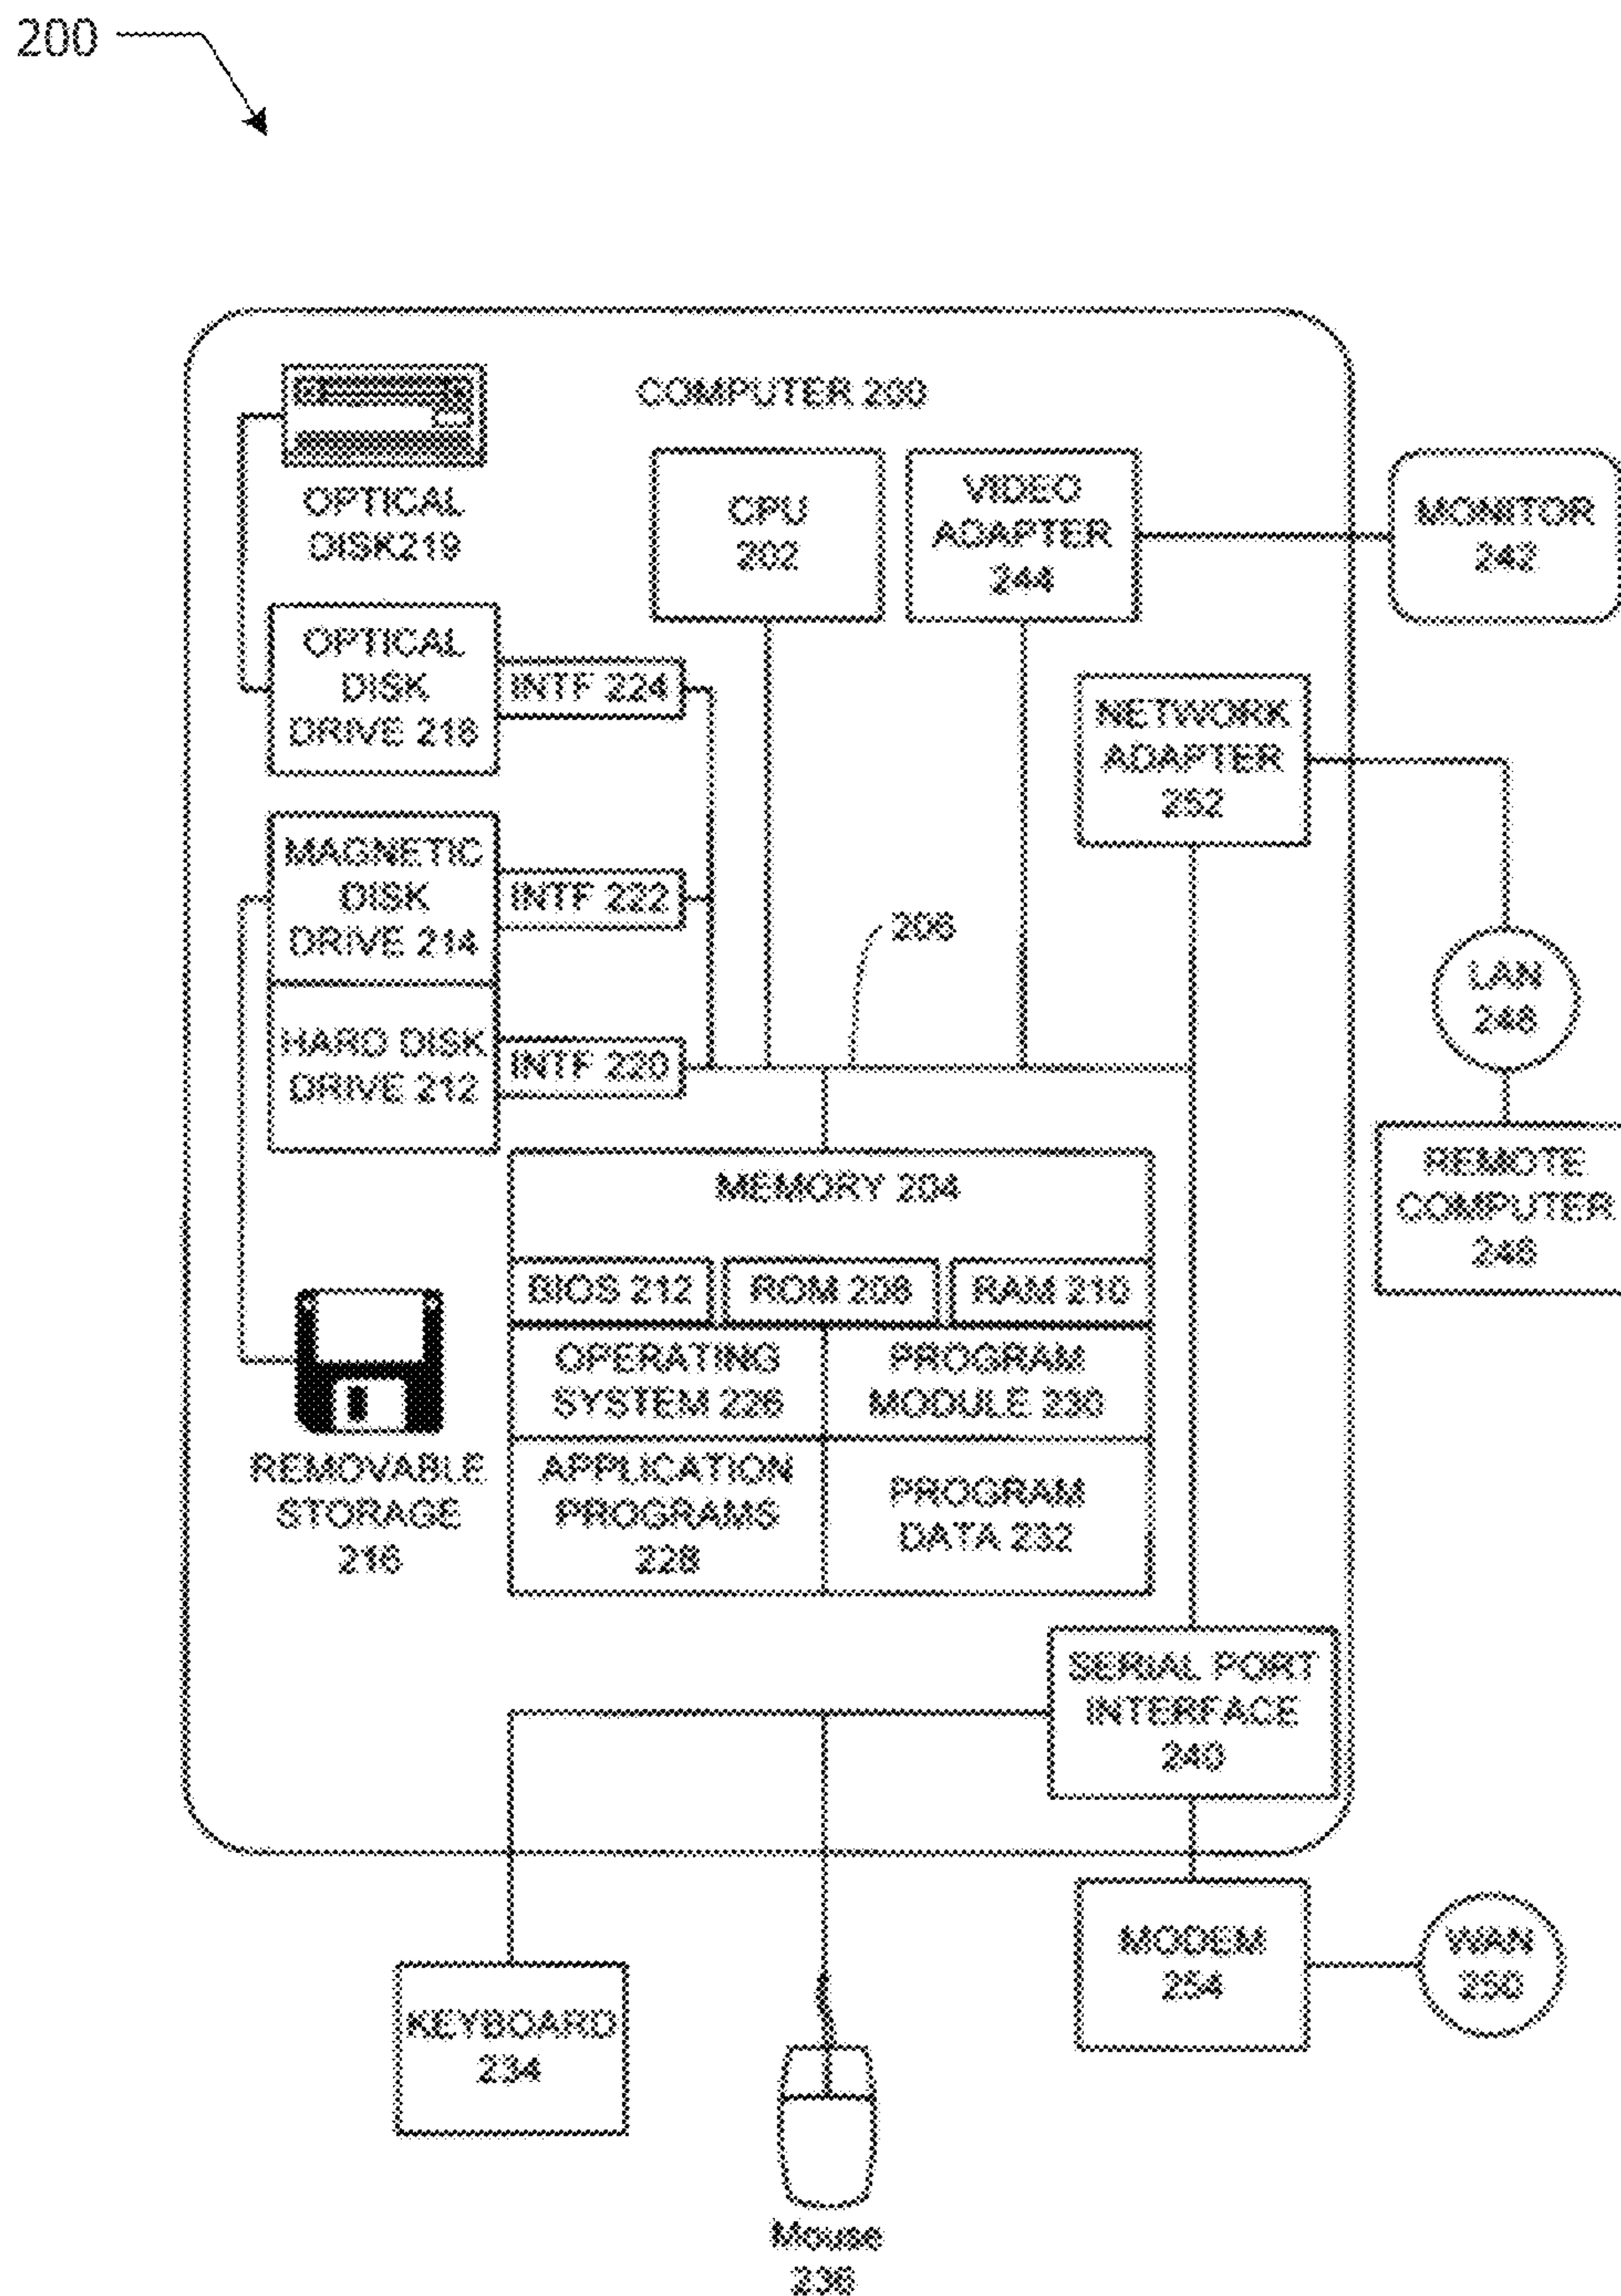 200
COMPUTER 200
OPTICAL
DISK219
CPU
202
VIDEO
ADAPTER
244
MONITOR
242
OPTICAL
DISK
DRIVE 218
INTF 224
NETWORK
ADAPTER
252
MAGNETIC
DISK
DRIVE 214
INTF 222
206
LAN
248
HARD DISK
DRIVE 212
INTF 220
REMOTE
COMPUTER
MEMORY 204
BIOS 212
ROM 208
RAM 210
OPERATING
SYSTEM 226
PROGRAM
MODULE 230
REMOVABLE
STORAGE
216
APPLICATION
PROGRAMS
228
PROGRAM
DATA 232
SERIAL PORT
INTERFACE
240
KEYBOARD
234
MODEM
254
WAN
250
Mouse
236